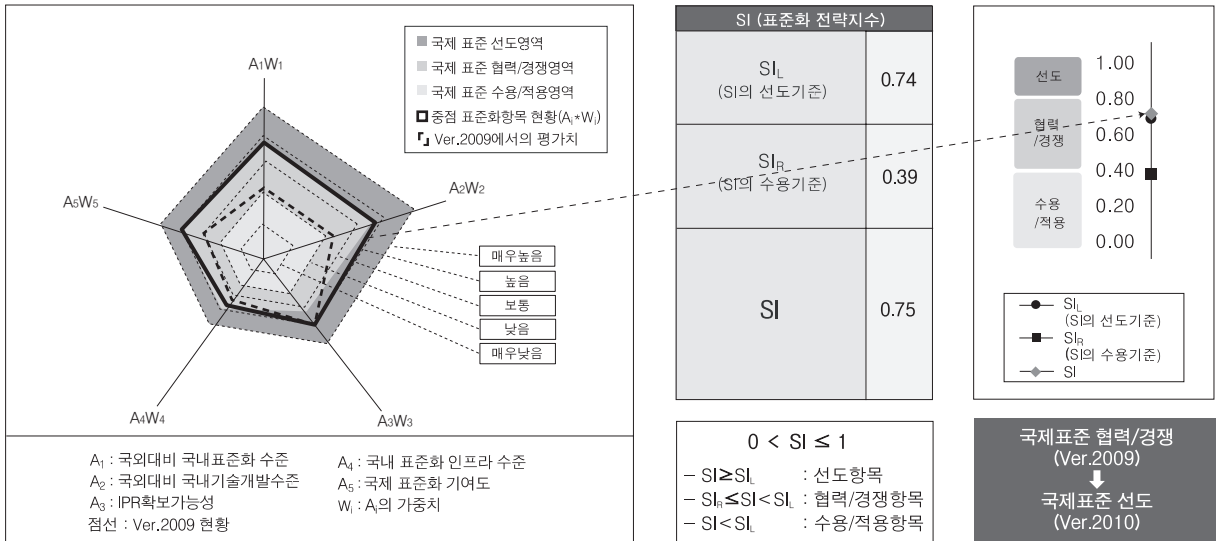 국제 표준 선도영역
국제 표준 협력/경쟁영역
국제 표준 수용/적용영역
중점 표준화항목 현황(Aᵢ*Wᵢ)
Ver.2009에서의 평가치
A₁W₁
A₂W₂
A₅W₅
A₄W₄
A₃W₃
매우높음
높음
보통
낮음
매우낮음
A₁ : 국외대비 국내표준화 수준
A₂ : 국외대비 국내기술개발수준
A₃ : IPR확보가능성
점선 : Ver.2009 현황
A₄ : 국내 표준화 인프라 수준
A₅ : 국제 표준화 기여도
Wᵢ : Aᵢ의 가중치
SI (표준화 전략지수)
SI_L
(SI의 선도기준)
0.74
SI_R
(SI의 수용기준)
0.39
SI
0.75
0 < SI ≤ 1
– SI≥SI_L : 선도항목
– SI_R≤SI<SI_L : 협력/경쟁항목
– SI<SI_L : 수용/적용항목
선도
협력
/경쟁
수용
/적용
1.00
0.80
0.60
0.40
0.20
0.00
SI_L
(SI의 선도기준)
SI_R
(SI의 수용기준)
SI
국제표준 협력/경쟁
(Ver.2009)
국제표준 선도
(Ver.2010)